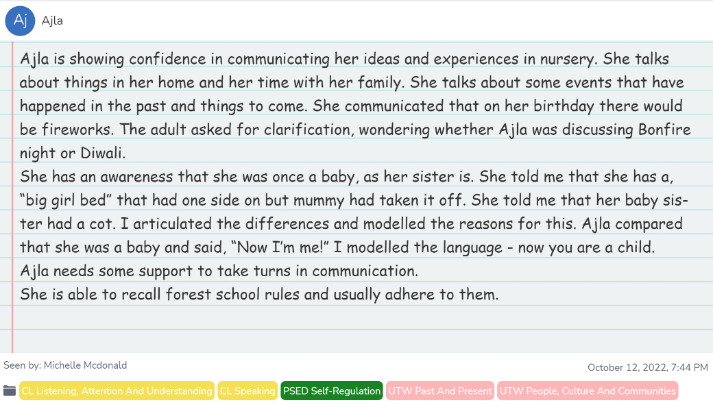 Aj Ajla
Ajla is showing confidence in communicating her ideas and experiences in nursery. She talks
about things in her home and her time with her family. She talks about some events that have
happened in the past and things to come. She communicated that on her birthday there would
be fireworks. The adult asked for clarification, wondering whether Ajla was discussing Bonfire
night or Diwali.
She has an awareness that she was once a baby, as her sister is. She told me that she has a,
“big girl bed” that had one side on but mummy had taken it off. She told me that her baby sis-
ter had a cot. I articulated the differences and modelled the reasons for this. Ajla compared
that she was a baby and said, “Now I’m me!” I modelled the language - now you are a child.
Ajla needs some support to take turns in communication.
She is able to recall forest school rules and usually adhere to them.
Seen by: Michelle Mcdonald October 12, 2022, 7:44 PM
CL Listening, Attention And Understanding CL Speaking PSED Self-Regulation UTW Past And Present UTW People, Culture And Communities